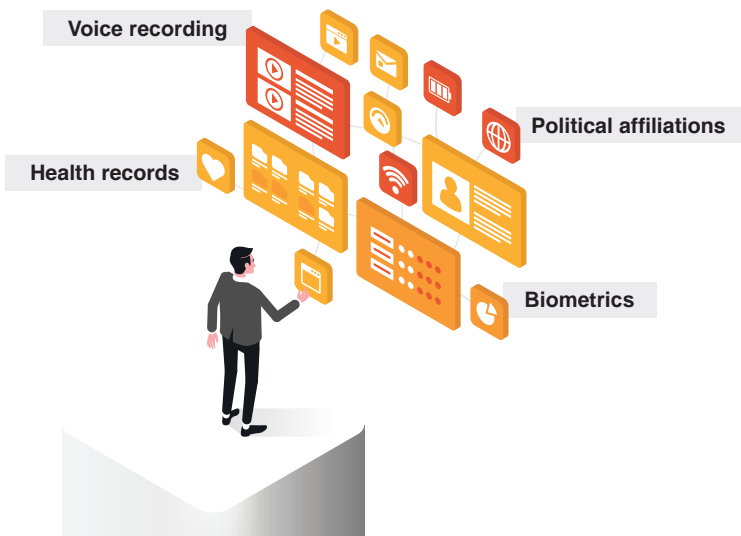 Voice recording
Political affiliations
Health records
Biometrics